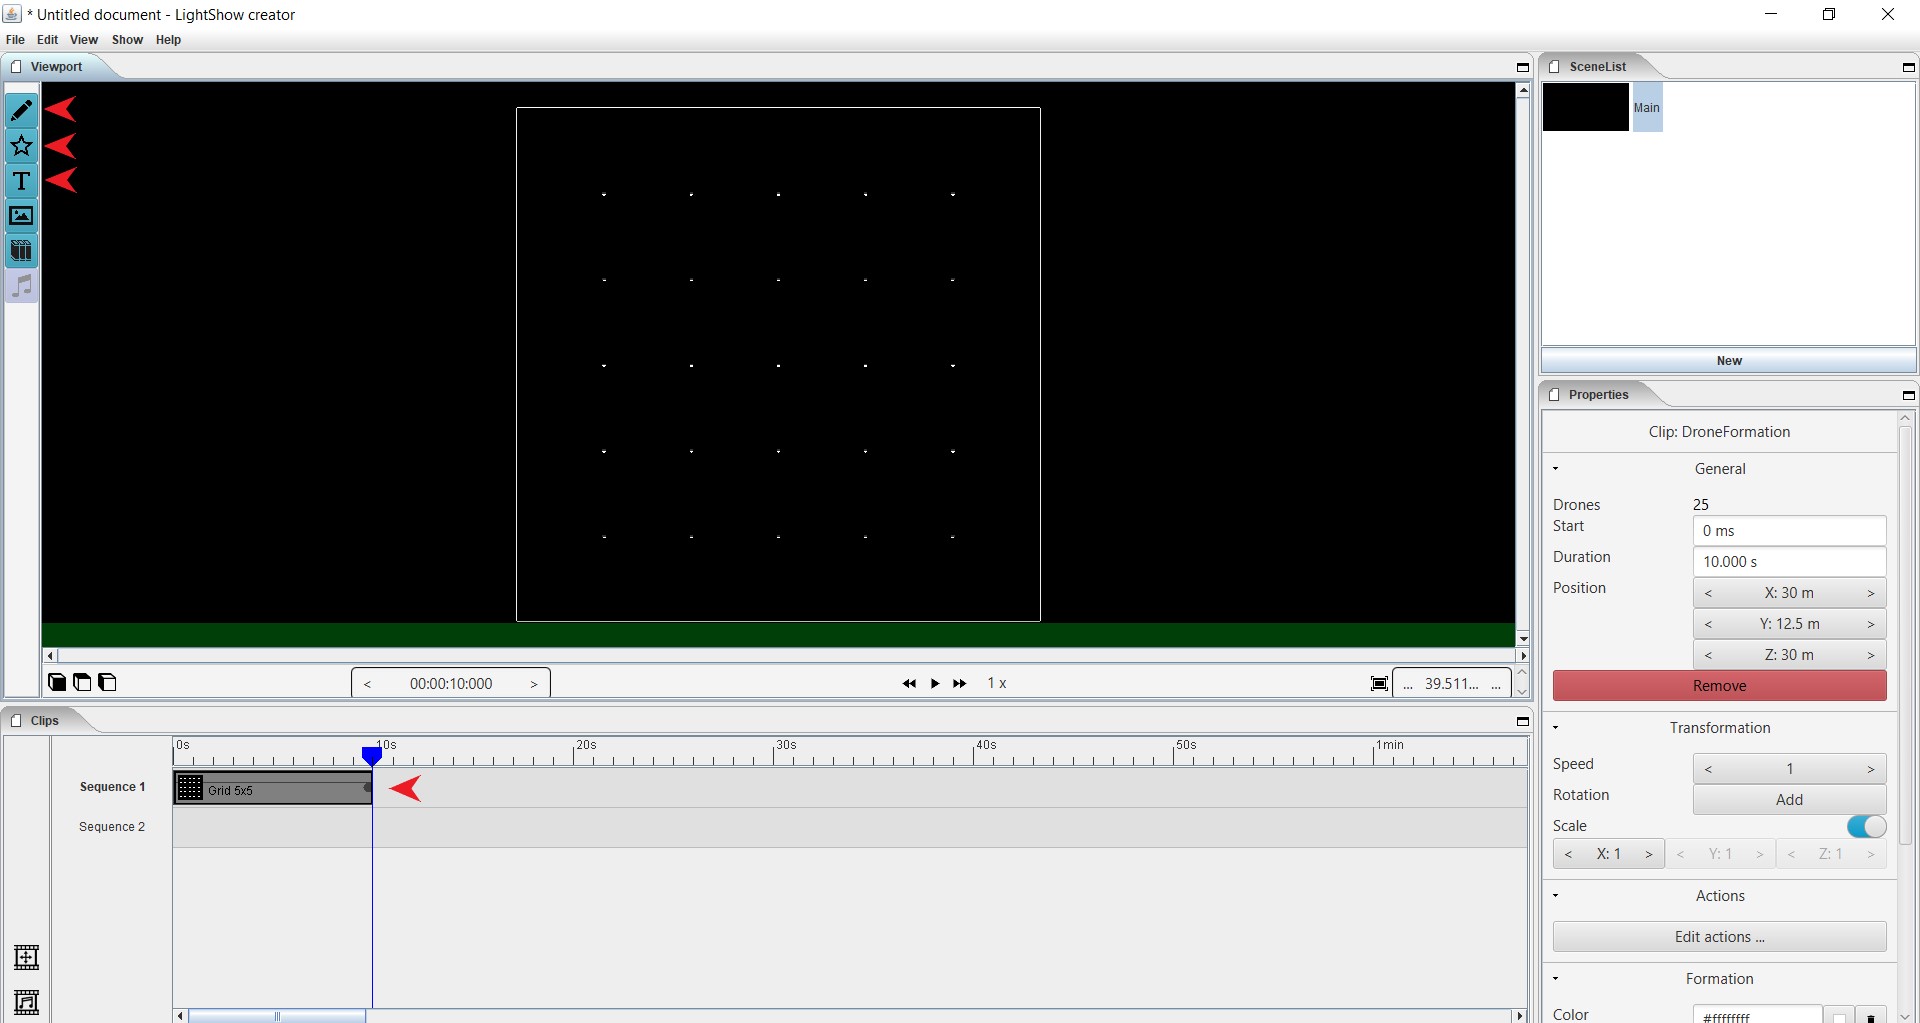 * Untitled document - LightShow creator
File Edit View Show Help
Viewport
T
00:00:10:000
1 x
... 39.511... ...
Clips
0s 10s 20s 30s 40s 50s 1min
Sequence 1
Grid 5x5
Sequence 2
SceneList
Main
New
Properties
Clip: DroneFormation
General
Drones 25
Start 0 ms
Duration 10.000 s
Position < X: 30 m >
< Y: 12.5 m >
< Z: 30 m >
Remove
Transformation
Speed < 1 >
Rotation Add
Scale
< X: 1 > < Y: 1 > < Z: 1 >
Actions
Edit actions ...
Formation
Color #ffffffff